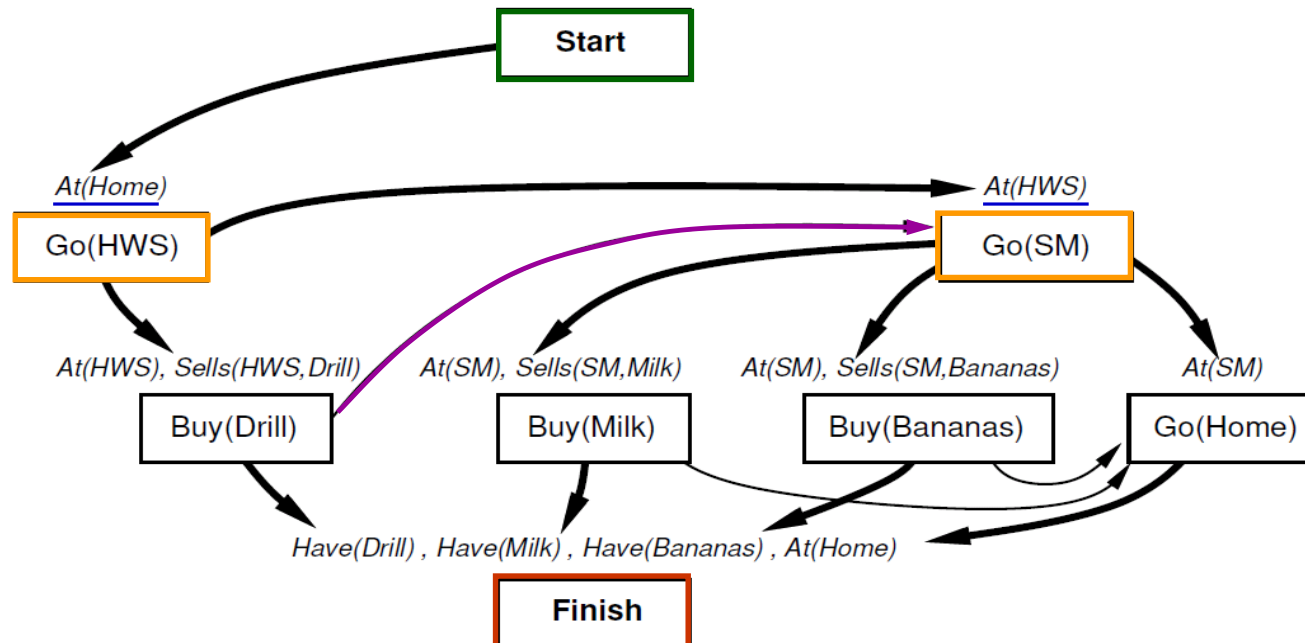 Start
At(Home)
At(HWS)
Go(HWS)
Go(SM)
At(HWS), Sells(HWS,Drill)
At(SM), Sells(SM,Milk)
At(SM), Sells(SM,Bananas)
At(SM)
Buy(Drill)
Buy(Milk)
Buy(Bananas)
Go(Home)
Have(Drill) , Have(Milk) , Have(Bananas) , At(Home)
Finish